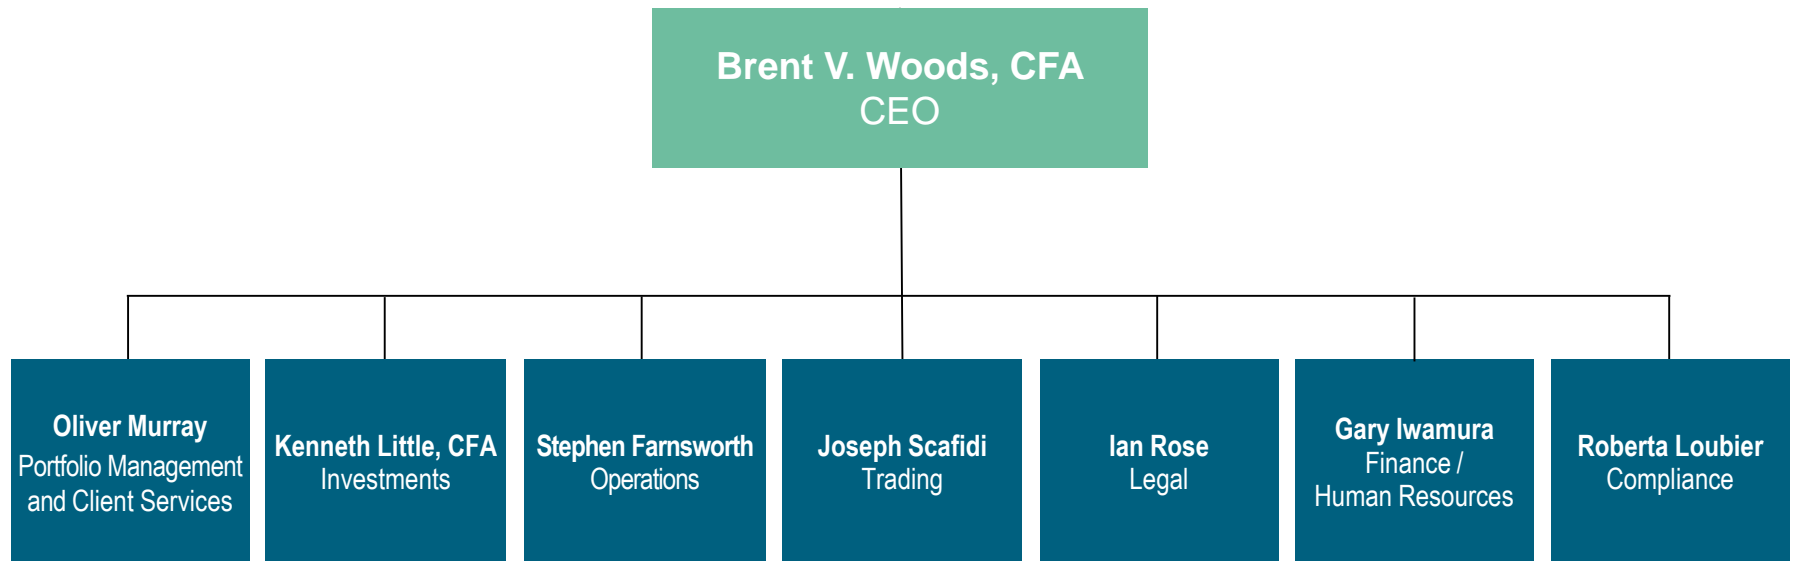 Brent V. Woods, CFA
CEO
Oliver Murray
Portfolio Management
and Client Services
Kenneth Little, CFA
Investments
Stephen Farnsworth
Operations
Joseph Scafidi
Trading
Ian Rose
Legal
Gary Iwamura
Finance /
Human Resources
Roberta Loubier
Compliance